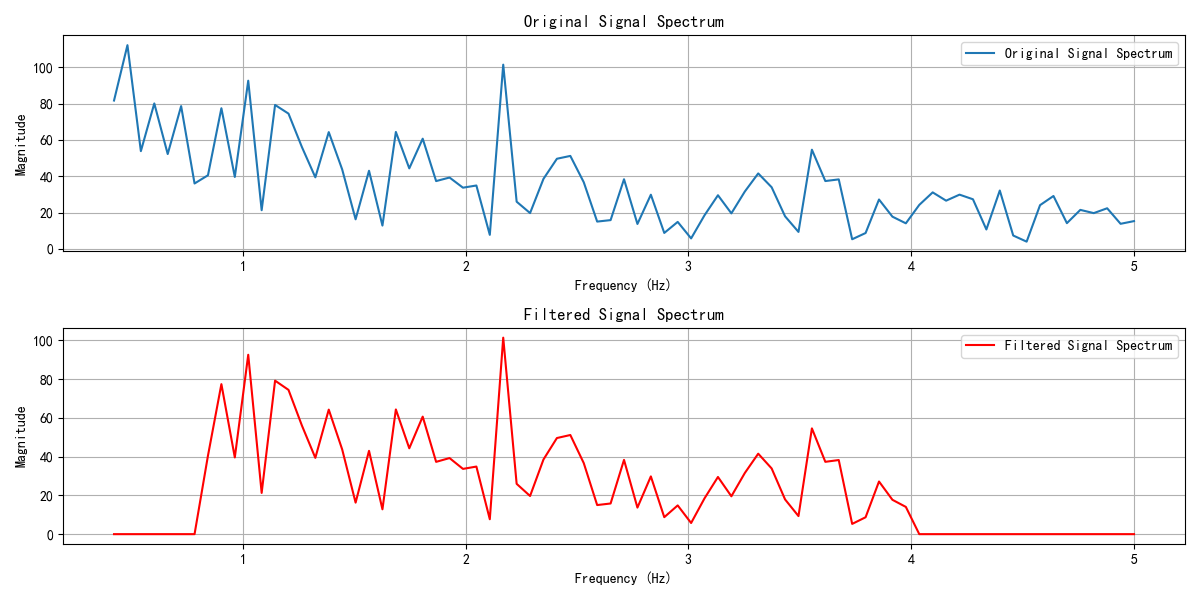 Original Signal Spectrum
Original Signal Spectrum
Magnitude
100
80
60
40
20
0
1
2
3
4
5
Frequency (Hz)
Filtered Signal Spectrum
Filtered Signal Spectrum
Magnitude
100
80
60
40
20
0
1
2
3
4
5
Frequency (Hz)